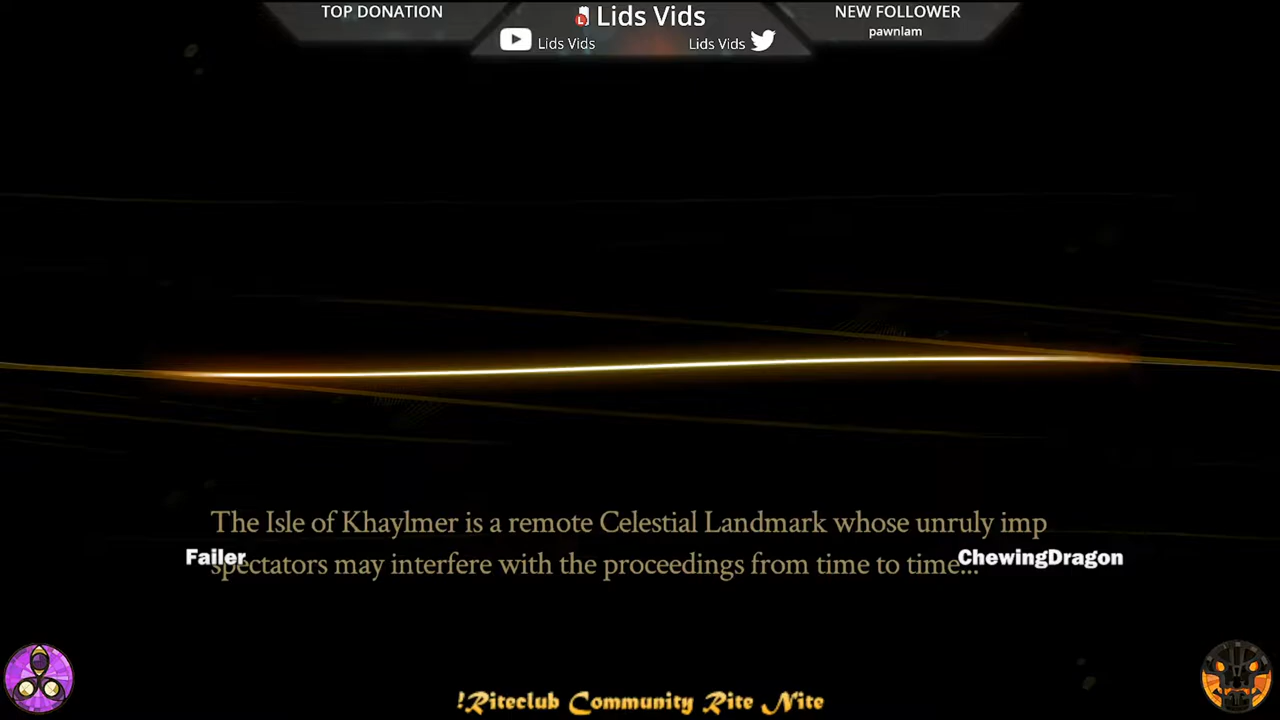 TOP DONATION
Lids Vids
NEW FOLLOWER
pawnlam
Lids Vids
Lids Vids
The Isle of Khaylmer is a remote Celestial Landmark whose unruly imp
spectators may interfere with the proceedings from time to time...
Failer
ChewingDragon
!Riteclub Community Rite Nite